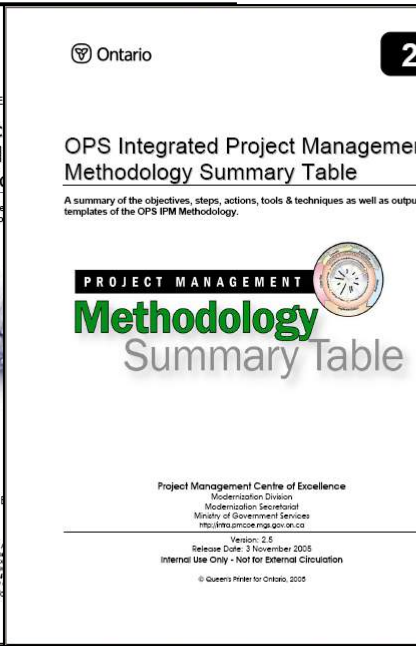 Ontario
2
OPS Integrated Project Managemen
Methodology Summary Table
A summary of the objectives, steps, actions, tools & techniques as well as outpu
templates of the OPS IPM Methodology.
PROJECT MANAGEMENT
Methodology
Summary Table
Project Management Centre of Excellence
Modernization Division
Modernization Secretariat
Ministry of Government Services
http://intra.pmcoe.mgs.gov.on.ca
Version: 2.5
Release Date: 3 November 2005
Internal Use Only - Not for External Circulation
© Queen's Printer for Ontario, 2005